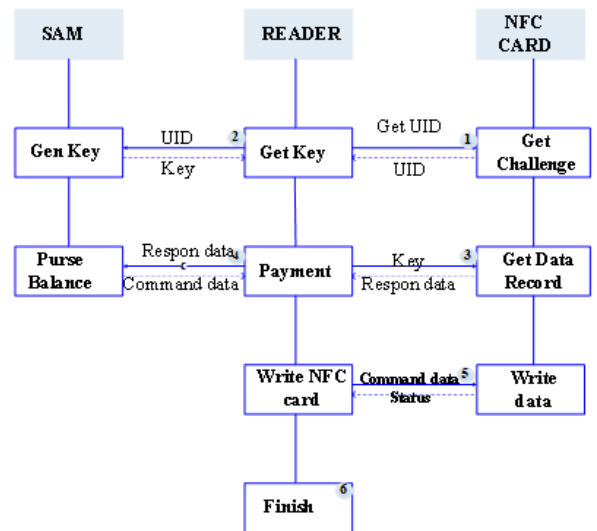 SAM
READER
NFC
CARD
UID
2
Get UID
1
Gen Key
Get Key
Get
Challenge
Key
UID
Purse
Balance
Respon data
4
Command data
Payment
Key
3
Respon data
Get Data
Record
Write NFC
card
Command data
5
Status
Write
data
Finish
6